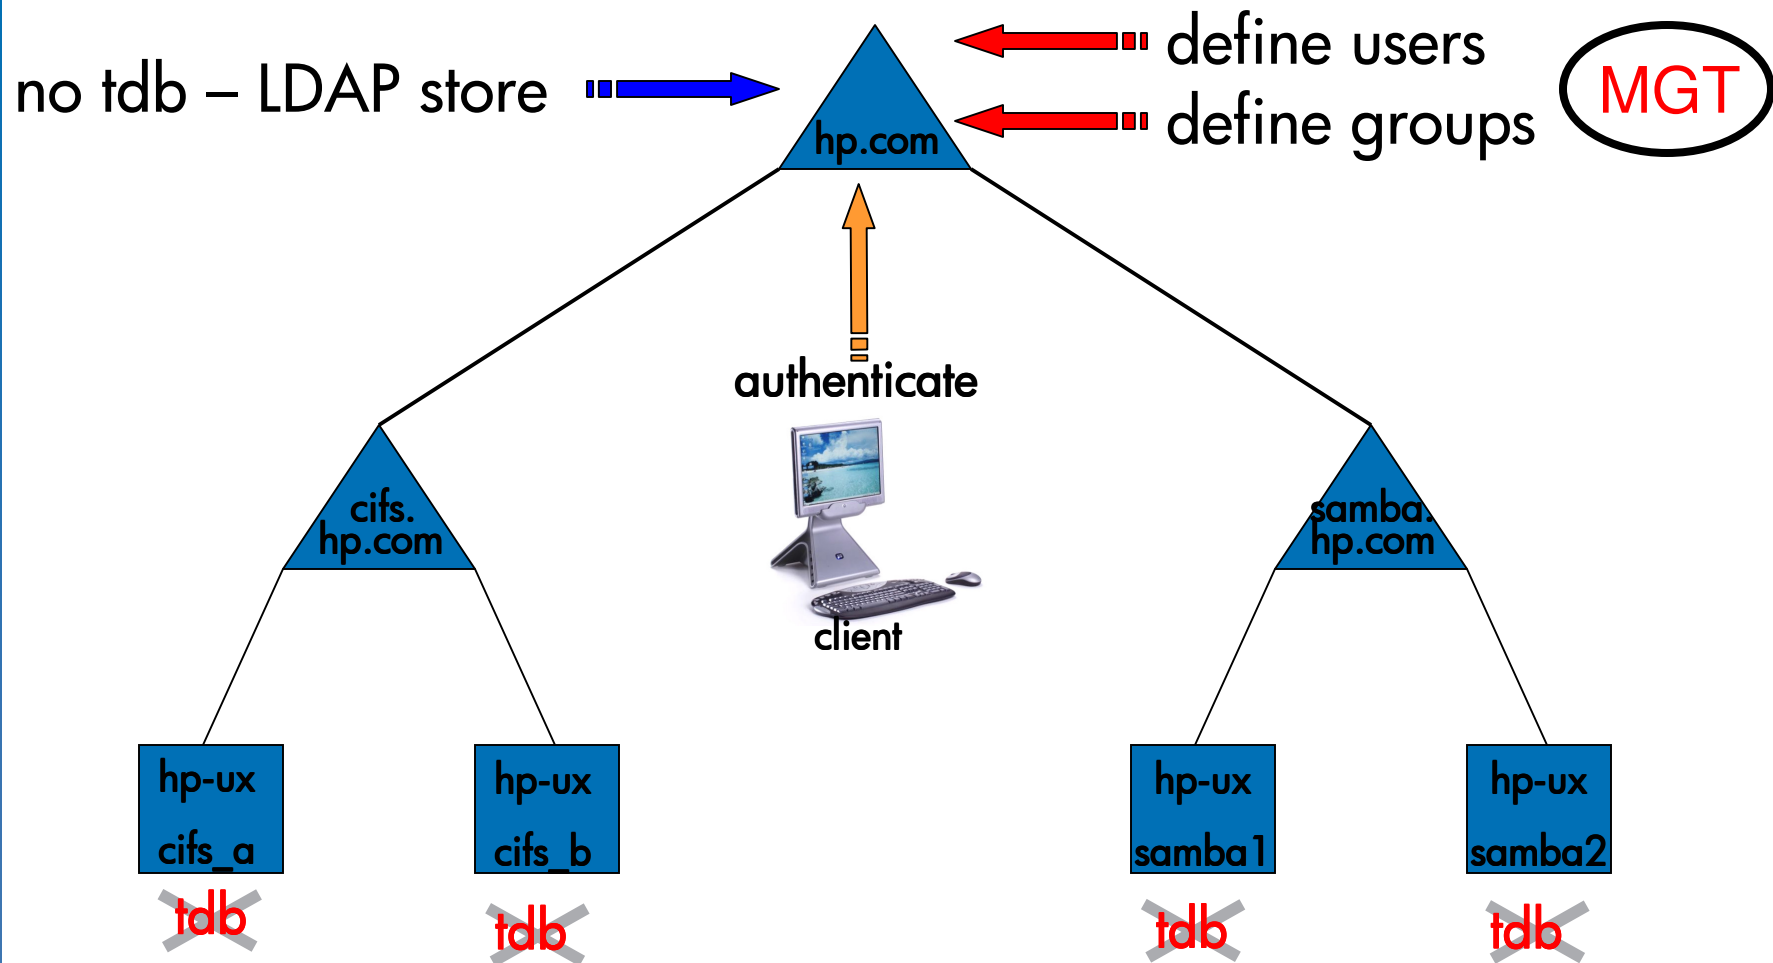 no tdb – LDAP store
define users
define groups
MGT
hp.com
authenticate
client
cifs.
hp.com
samba.
hp.com
hp-ux
cifs_a
tdb
hp-ux
cifs_b
tdb
hp-ux
samba1
tdb
hp-ux
samba2
tdb